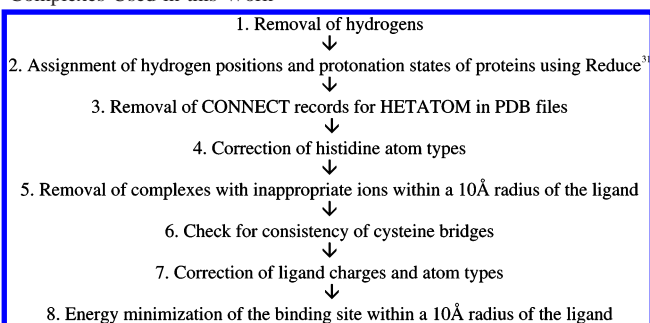 Complexes Used in this Work
1. Removal of hydrogens
↓
2. Assignment of hydrogen positions and protonation states of proteins using Reduce³¹
↓
3. Removal of CONNECT records for HETATOM in PDB files
↓
4. Correction of histidine atom types
↓
5. Removal of complexes with inappropriate ions within a 10Å radius of the ligand
↓
6. Check for consistency of cysteine bridges
↓
7. Correction of ligand charges and atom types
↓
8. Energy minimization of the binding site within a 10Å radius of the ligand